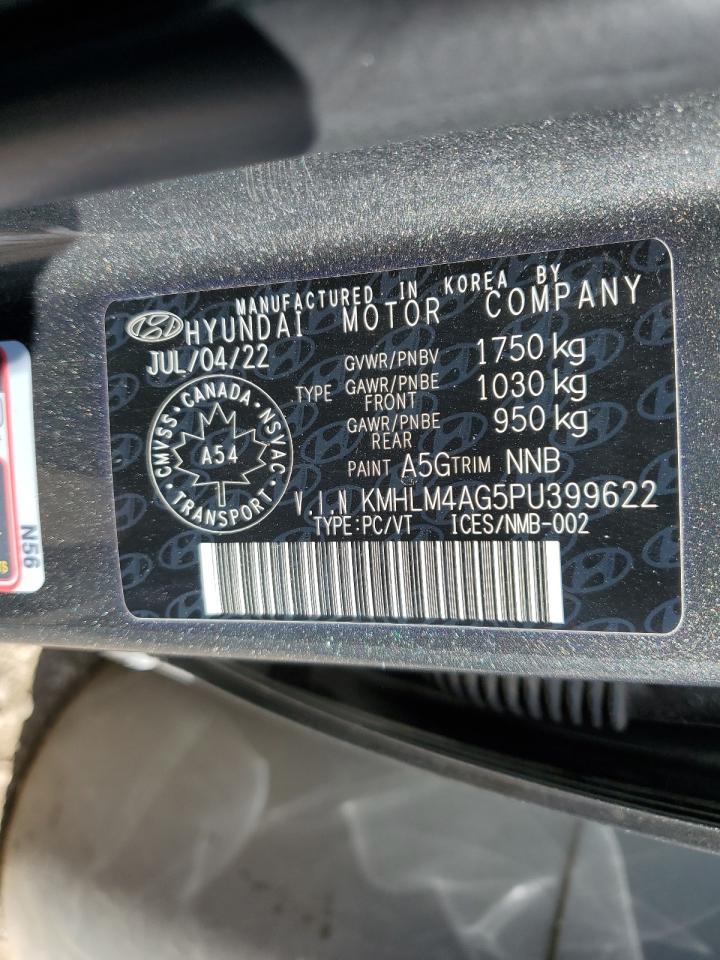 MANUFACTURED IN KOREA BY
HYUNDAI MOTOR COMPANY
JUL/04/22
GVWR/PNBV 1750 kg
TYPE GAWR/PNBE FRONT 1030 kg
GAWR/PNBE REAR 950 kg
PAINT A5G TRIM NNB
CMVSS · CANADA · NSVAC
A54
TRANSPORT
V.I.N KMHLM4AG5PU399622
TYPE:PC/VT ICES/NMB-002
N56